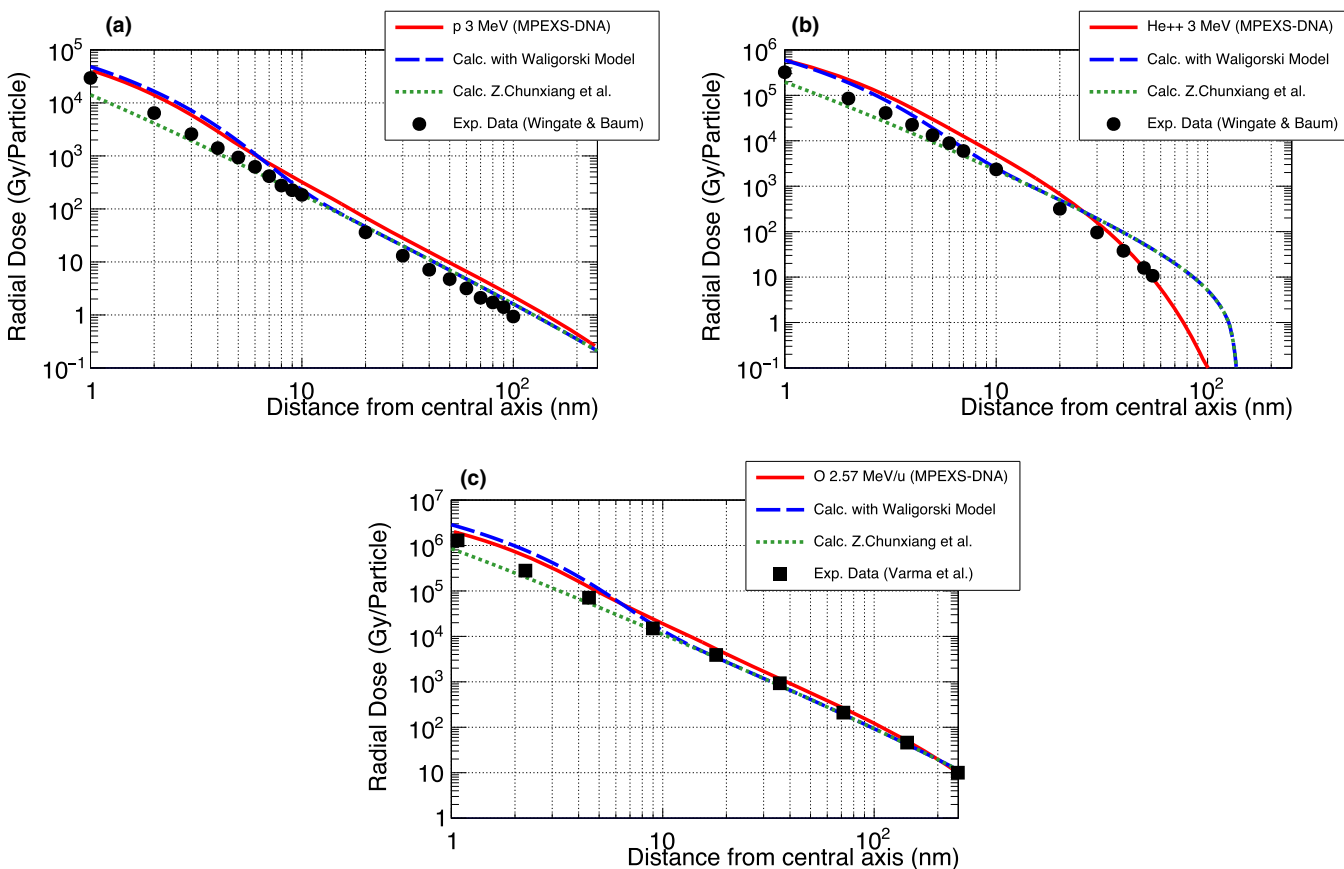 (a)
p 3 MeV (MPEXS-DNA)
Calc. with Waligorski Model
Calc. Z.Chunxiang et al.
Exp. Data (Wingate & Baum)
Radial Dose (Gy/Particle)
10^5
10^4
10^3
10^2
10
1
10^−1
1
10
10^2
Distance from central axis (nm)
(b)
He++ 3 MeV (MPEXS-DNA)
Calc. with Waligorski Model
Calc. Z.Chunxiang et al.
Exp. Data (Wingate & Baum)
Radial Dose (Gy/Particle)
10^6
10^5
10^4
10^3
10^2
10
1
10^−1
1
10
10^2
Distance from central axis (nm)
(c)
O 2.57 MeV/u (MPEXS-DNA)
Calc. with Waligorski Model
Calc. Z.Chunxiang et al.
Exp. Data (Varma et al.)
Radial Dose (Gy/Particle)
10^7
10^6
10^5
10^4
10^3
10^2
10
1
1
10
10^2
Distance from central axis (nm)